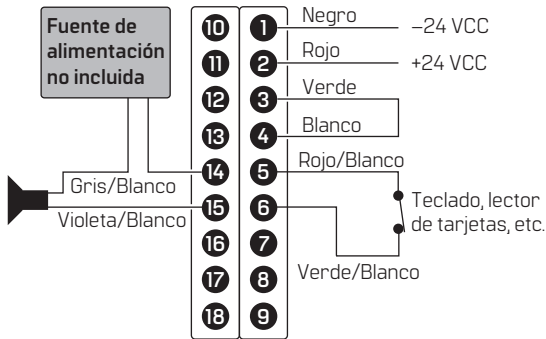 Fuente de
alimentación
no incluida
Gris/Blanco
Violeta/Blanco
10
11
12
13
14
15
16
17
18
1
2
3
4
5
6
7
8
9
Negro
–24 VCC
Rojo
+24 VCC
Verde
Blanco
Rojo/Blanco
Teclado, lector
de tarjetas, etc.
Verde/Blanco